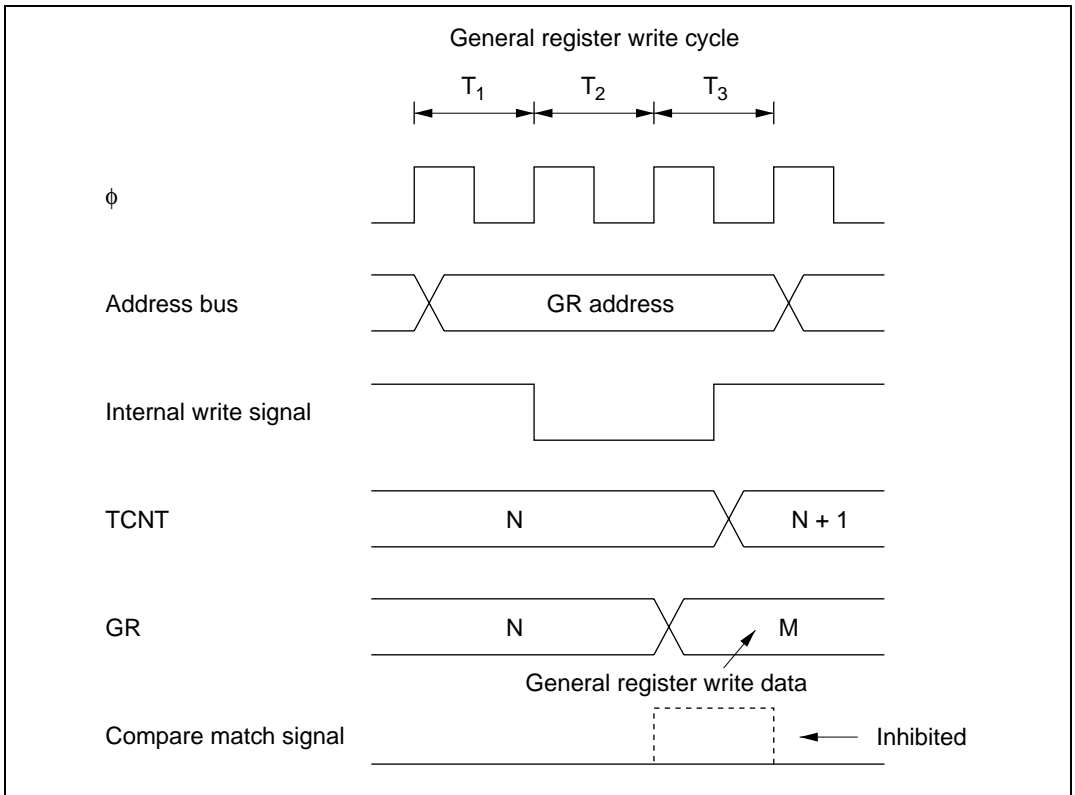 General register write cycle
T1 T2 T3
φ
Address bus GR address
Internal write signal
TCNT N N + 1
GR N M
General register write data
Compare match signal Inhibited